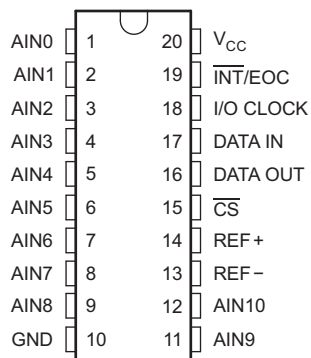 AIN0 1 20 VCC
AIN1 2 19 INT/EOC
AIN2 3 18 I/O CLOCK
AIN3 4 17 DATA IN
AIN4 5 16 DATA OUT
AIN5 6 15 CS
AIN6 7 14 REF+
AIN7 8 13 REF−
AIN8 9 12 AIN10
GND 10 11 AIN9